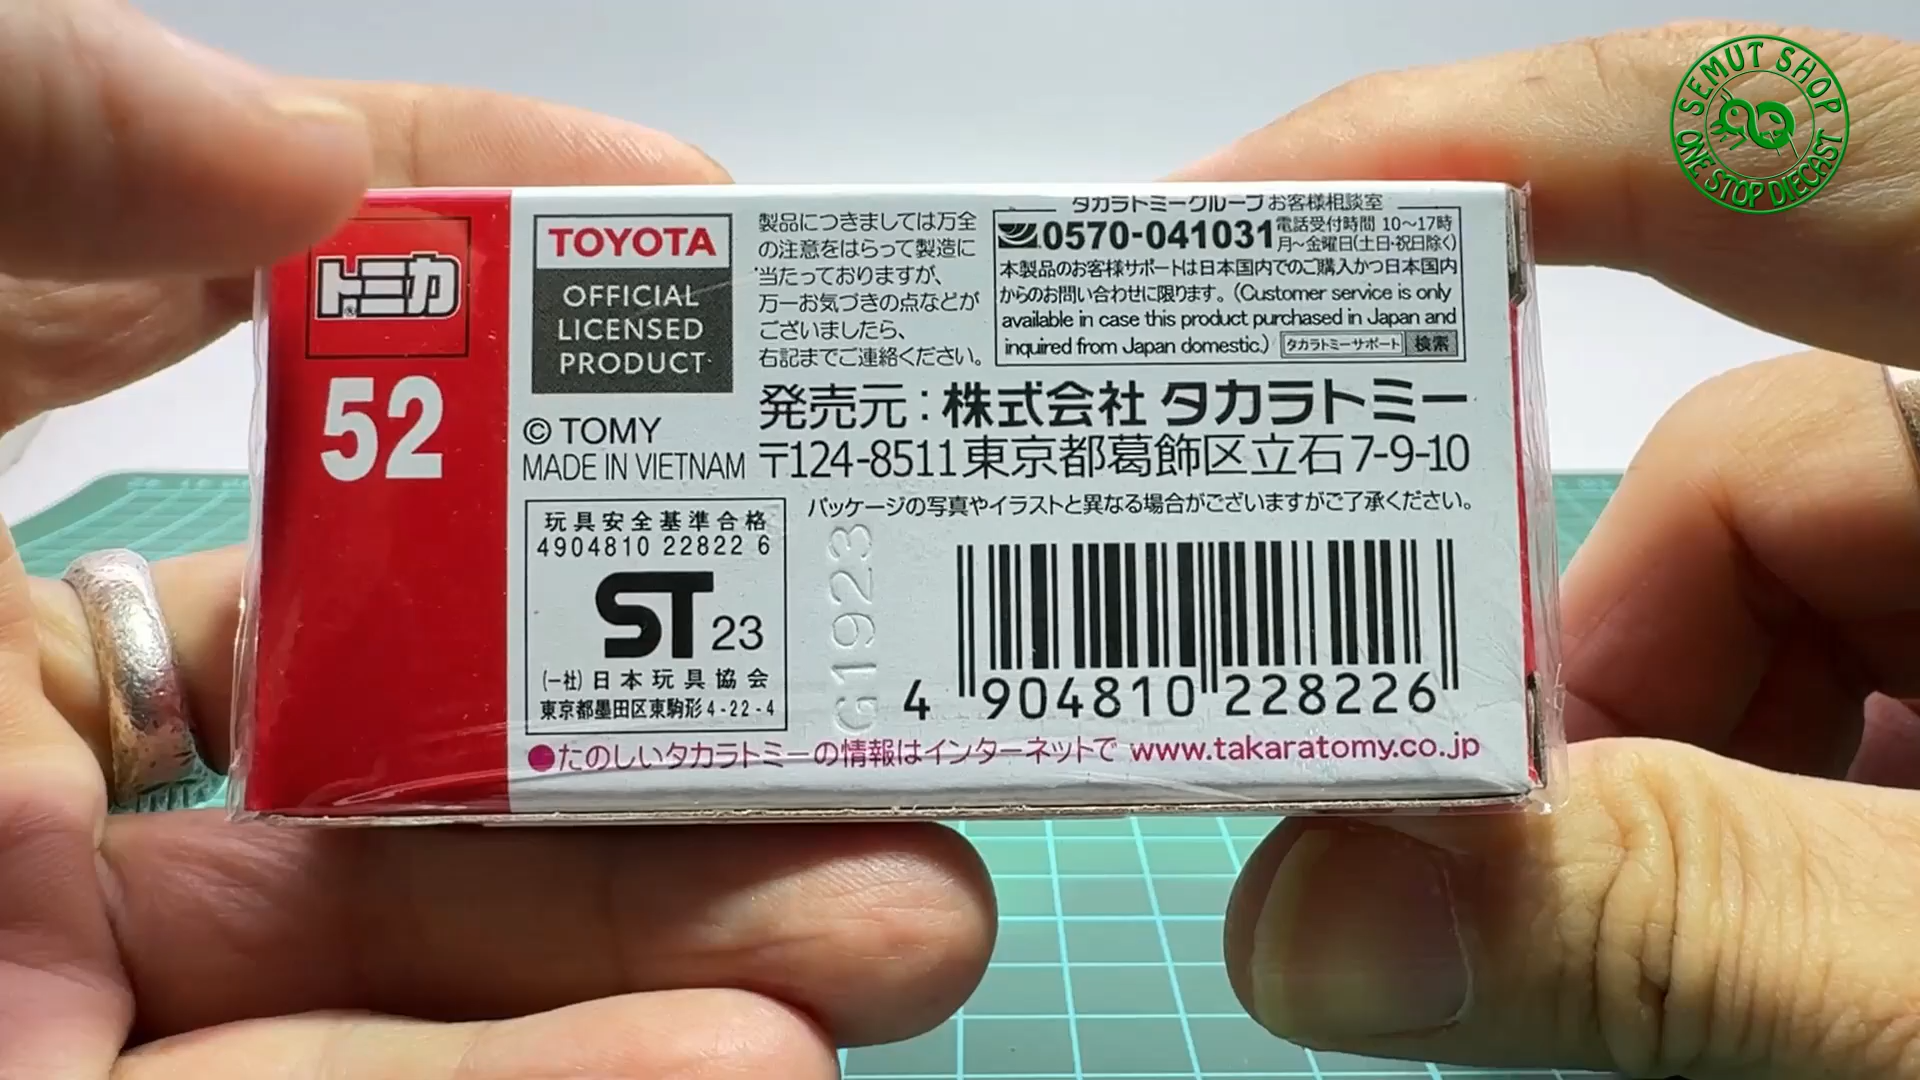 SEMUT SHOP
ONE STOP DIECAST
トミカ
52
TOYOTA
OFFICIAL
LICENSED
PRODUCT
© TOMY
MADE IN VIETNAM
製品につきましては万全
の注意をはらって製造に
当たっておりますが、
万一お気づきの点などが
ございましたら、
右記までご連絡ください。
タカラトミーグループお客様相談室
0570-041031
電話受付時間 10～17時
月～金曜日(土日・祝日除く)
本製品のお客様サポートは日本国内でのご購入かつ日本国内
からのお問い合わせに限ります。(Customer service is only
available in case this product purchased in Japan and
inquired from Japan domestic.) タカラトミーサポート 検索
発売元：株式会社 タカラトミー
〒124-8511 東京都葛飾区立石7-9-10
パッケージの写真やイラストと異なる場合がございますがご了承ください。
玩具安全基準合格
4904810 22822 6
ST 23
(一社)日本玩具協会
東京都墨田区東駒形4-22-4
G1923
4 904810 228226
●たのしいタカラトミーの情報はインターネットで www.takaratomy.co.jp